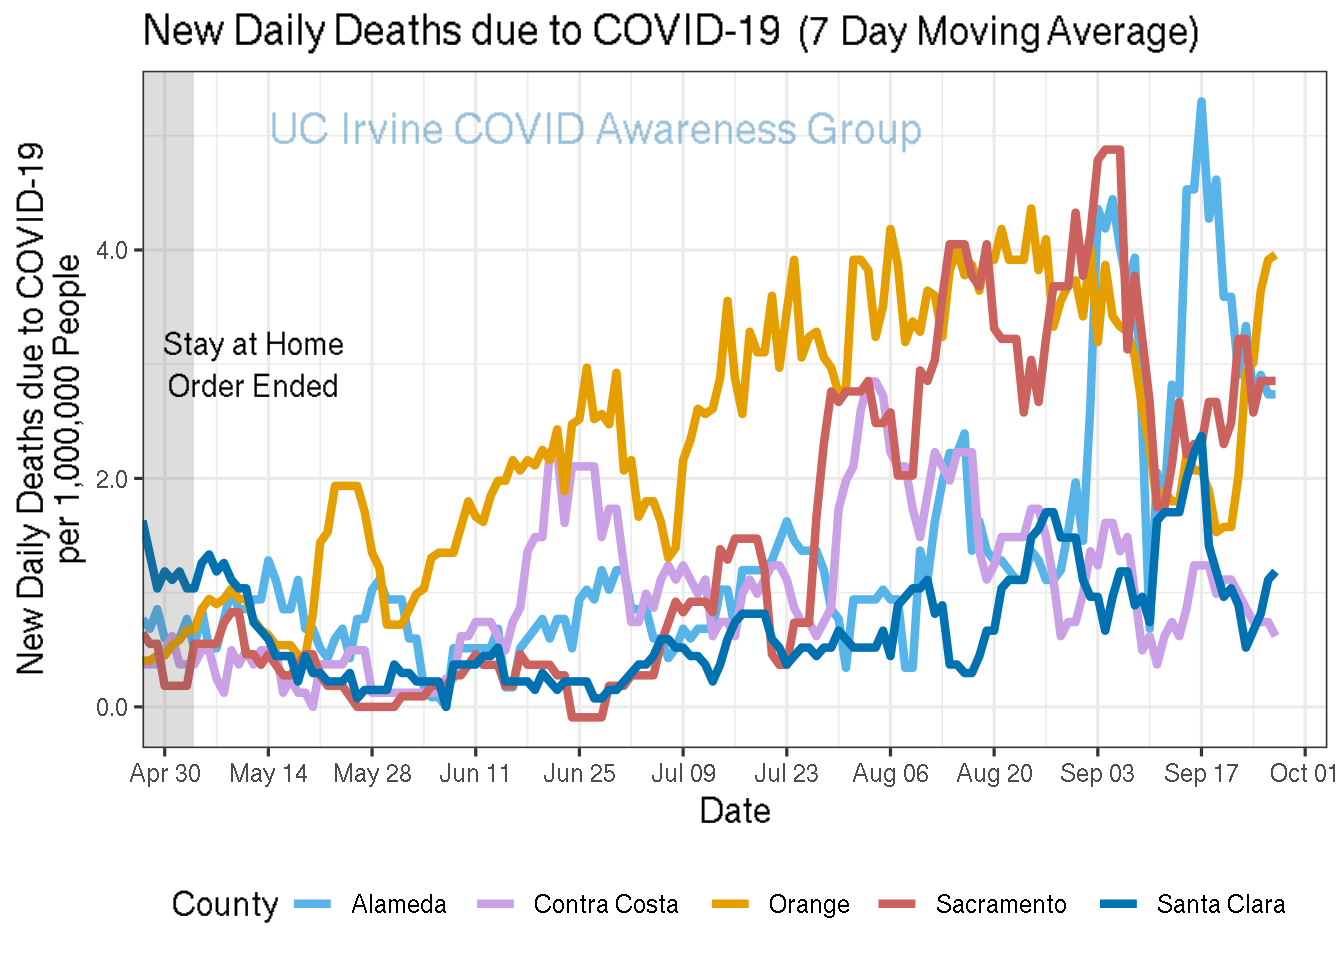 New Daily Deaths due to COVID-19 (7 Day Moving Average)
UC Irvine COVID Awareness Group
New Daily Deaths due to COVID-19
per 1,000,000 People
4.0
2.0
0.0
Stay at Home
Order Ended
Apr 30 May 14 May 28 Jun 11 Jun 25 Jul 09 Jul 23 Aug 06 Aug 20 Sep 03 Sep 17 Oct 01
Date
County Alameda Contra Costa Orange Sacramento Santa Clara